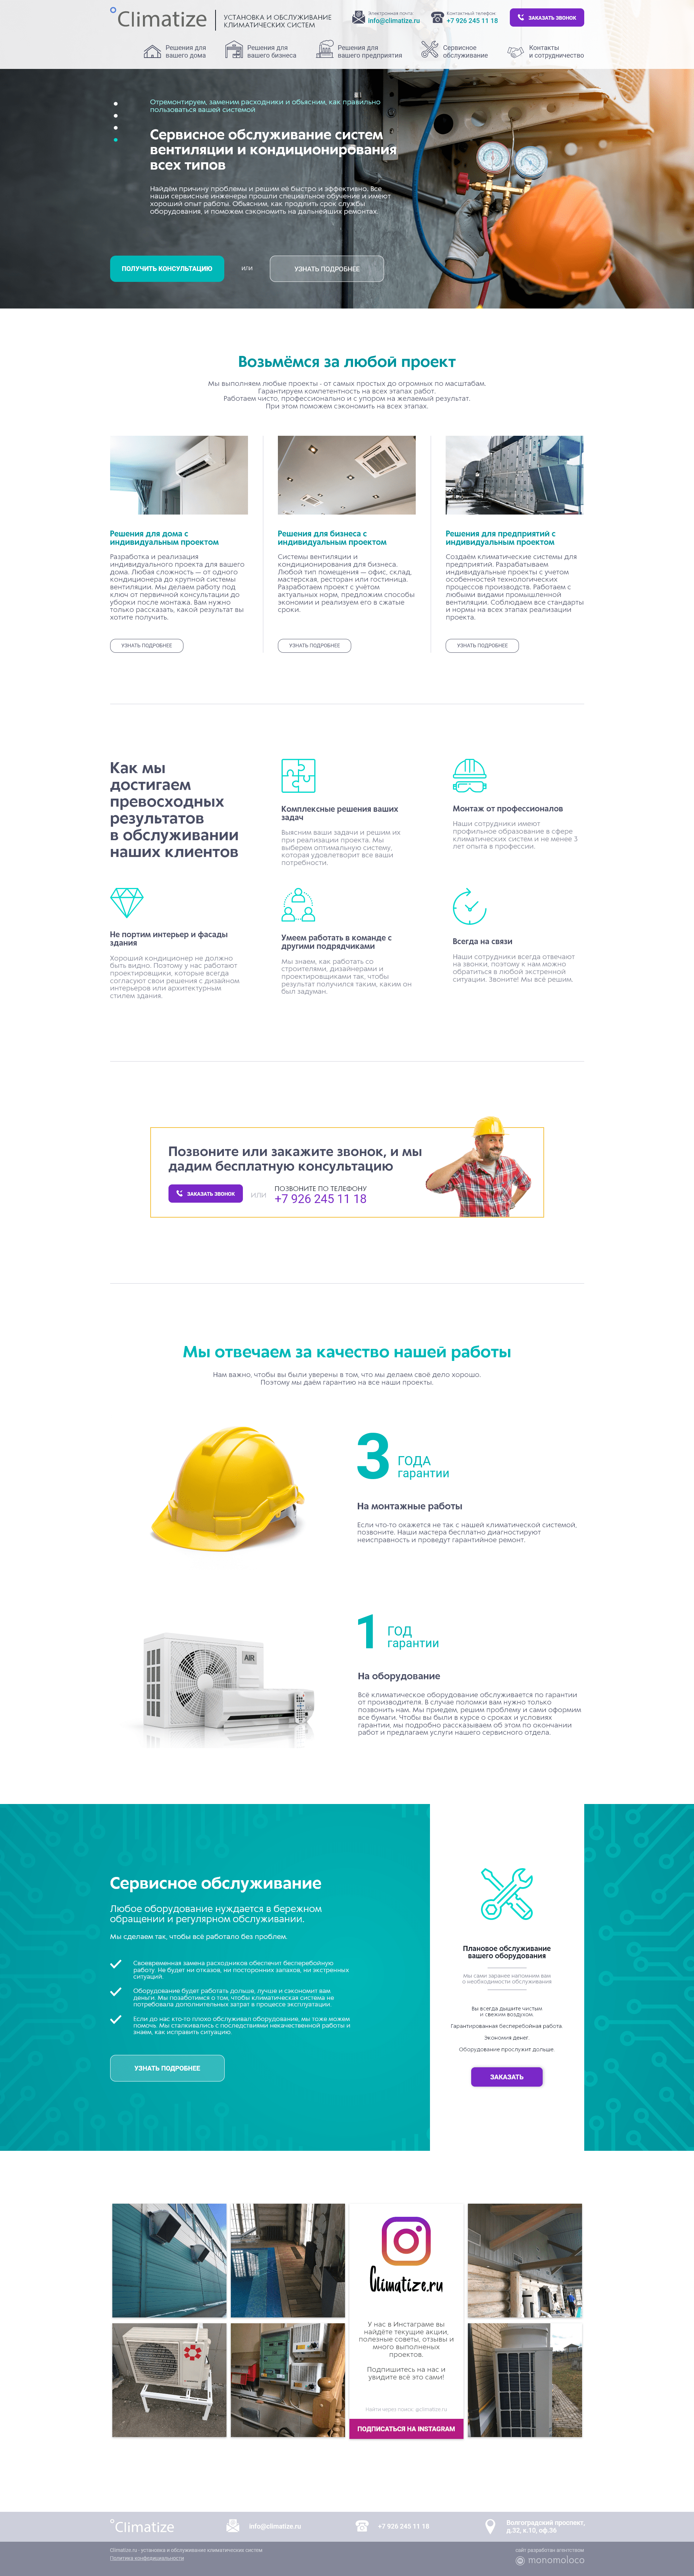 Climatize
УСТАНОВКА И ОБСЛУЖИВАНИЕ
КЛИМАТИЧЕСКИХ СИСТЕМ
Электронная почта
info@climatize.ru
Контактный телефон
+7 926 245 11 18
ЗАКАЗАТЬ ЗВОНОК
Решения для
вашего дома
Решения для
вашего бизнеса
Решения для
вашего предприятия
Сервисное
обслуживание
Контакты
и сотрудничество
Отремонтируем, заменим расходники и объясним, как правильно
пользоваться вашей системой
Сервисное обслуживание систем
вентиляции и кондиционирования
всех типов
Найдём причину проблемы и решим её быстро и эффективно. Все
наши сервисные инженеры прошли специальное обучение и имеют
хороший опыт работы. Объясним, как продлить срок службы
оборудования, и поможем сэкономить на дальнейших ремонтах.
ПОЛУЧИТЬ КОНСУЛЬТАЦИЮ
ИЛИ
УЗНАТЬ ПОДРОБНЕЕ
Возьмёмся за любой проект
Мы выполняем любые проекты - от самых простых до огромных по масштабам.
Гарантируем компетентность на всех этапах работ.
Работаем чисто, профессионально и с упором на желаемый результат.
При этом поможем сэкономить на всех этапах.
Решения для дома с
индивидуальным проектом
Разработка и реализация
индивидуального проекта для вашего
дома. Любая сложность — от одного
кондиционера до крупной системы
вентиляции. Мы делаем работу под
ключ от первичной консультации до
уборки после монтажа. Вам нужно
только рассказать, какой результат вы
хотите получить.
УЗНАТЬ ПОДРОБНЕЕ
Решения для бизнеса с
индивидуальным проектом
Системы вентиляции и
кондиционирования для бизнеса.
Любой тип помещения — офис, склад,
мастерская, ресторан или гостиница.
Разработаем проект с учётом
актуальных норм, предложим способы
экономии и реализуем его в сжатые
сроки.
УЗНАТЬ ПОДРОБНЕЕ
Решения для предприятий с
индивидуальным проектом
Создаём климатические системы для
предприятий. Разрабатываем
индивидуальные проекты с учетом
особенностей технологических
процессов производств. Работаем с
любыми видами промышленной
вентиляции. Соблюдаем все стандарты
и нормы на всех этапах реализации
проекта.
УЗНАТЬ ПОДРОБНЕЕ
Как мы
достигаем
превосходных
результатов
в обслуживании
наших клиентов
Комплексные решения ваших
задач
Выясним ваши задачи и решим их
при реализации проекта. Мы
выберем оптимальную систему,
которая удовлетворит все ваши
потребности.
Монтаж от профессионалов
Наши сотрудники имеют
профильное образование в сфере
климатических систем и не менее 3
лет опыта в профессии.
Не портим интерьер и фасады
здания
Хороший кондиционер не должно
быть видно. Поэтому у нас работают
проектировщики, которые всегда
согласуют свои решения с дизайном
интерьеров или архитектурным
стилем здания.
Умеем работать в команде с
другими подрядчиками
Мы знаем, как работать со
строителями, дизайнерами и
проектировщиками так, чтобы
результат получился таким, каким он
был задуман.
Всегда на связи
Наши сотрудники всегда отвечают
на звонки, поэтому к нам можно
обратиться в любой экстренной
ситуации. Звоните! Мы все решим.
Позвоните или закажите звонок, и мы
дадим бесплатную консультацию
ЗАКАЗАТЬ ЗВОНОК
ИЛИ
ПОЗВОНИТЕ ПО ТЕЛЕФОНУ
+7 926 245 11 18
Мы отвечаем за качество нашей работы
Нам важно, чтобы вы были уверены в том, что мы делаем своё дело хорошо.
Поэтому мы даём гарантию на все наши проекты.
3 ГОДА
гарантии
На монтажные работы
Если что-то окажется не так с нашей климатической системой,
позвоните. Наши мастера бесплатно диагностируют
неисправность и проведут гарантийное ремонт.
AIR
1 ГОД
гарантии
На оборудование
Всё климатическое оборудование обслуживается по гарантии
от производителя. В случае поломки вам нужно только
позвонить нам. Мы приедем, решим проблему и сами оформим
все бумаги. Чтобы вы были в курсе о сроках и условиях
гарантии, мы подробно рассказываем об этом по окончании
работ и предлагаем услуги нашего сервисного отдела.
Сервисное обслуживание
Любое оборудование нуждается в бережном
обращении и регулярном обслуживании.
Мы сделаем так, чтобы всё работало без проблем.
Своевременная замена расходников обеспечит бесперебойную
работу. Не будет ни отказов, ни посторонних запахов, ни экстренных
ситуаций.
Оборудование будет работать дольше, лучше и сэкономит вам
деньги. Мы позаботимся о том, чтобы климатическая система не
потребовала дополнительных затрат в процессе эксплуатации.
Если до нас кто-то плохо обслуживал оборудование, мы тоже можем
помочь. Мы сталкивались с последствиями некачественной работы и
знаем, как исправить ситуацию.
УЗНАТЬ ПОДРОБНЕЕ
Плановое обслуживание
вашего оборудования
Мы сами заранее напомним вам
о необходимости обслуживания
Вы всегда дышите чистым
и свежим воздухом.
Гарантированная бесперебойная работа.
Экономия денег.
Оборудование прослужит дольше.
ЗАКАЗАТЬ
Climatize.ru
У нас в Инстаграме вы
найдёте текущие акции,
полезные советы, отзывы и
много выполненных
проектов.
Подпишитесь на нас и
увидите всё это сами!
Найти через поиск: @climatize.ru
ПОДПИСАТЬСЯ НА INSTAGRAM
Climatize
info@climatize.ru
+7 926 245 11 18
Волгоградский проспект,
д.32, к.10, оф.36
Climatize.ru - установка и обслуживание климатических систем
Политика конфиденциальности
сайт разработан агентством
monomoloco